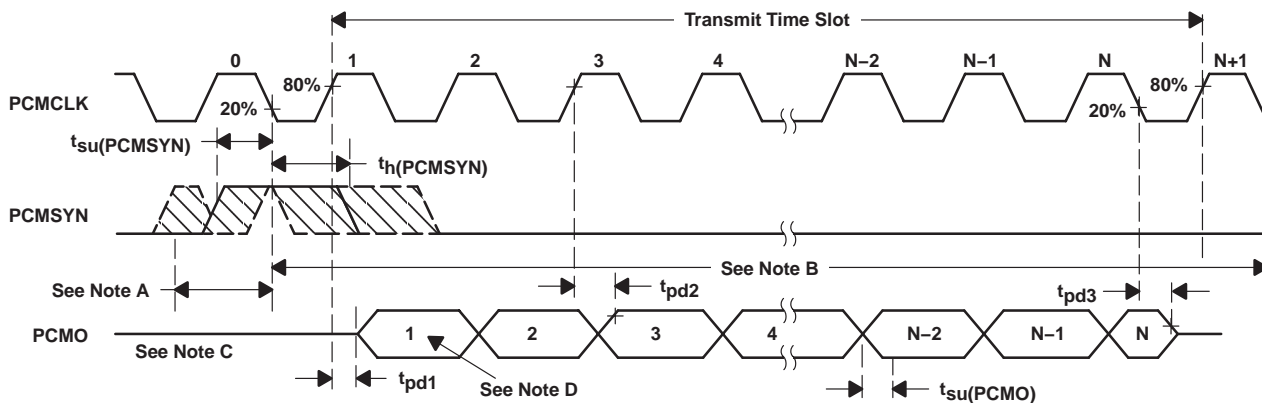 Transmit Time Slot
0 1 2 3 4 N–2 N–1 N N+1
80% 80%
PCMCLK
20% 20%
tsu(PCMSYN)
th(PCMSYN)
PCMSYN
See Note B
See Note A
tpd2
tpd3
PCMO
1 2 3 4 N–2 N–1 N
See Note C
tpd1
See Note D
tsu(PCMO)